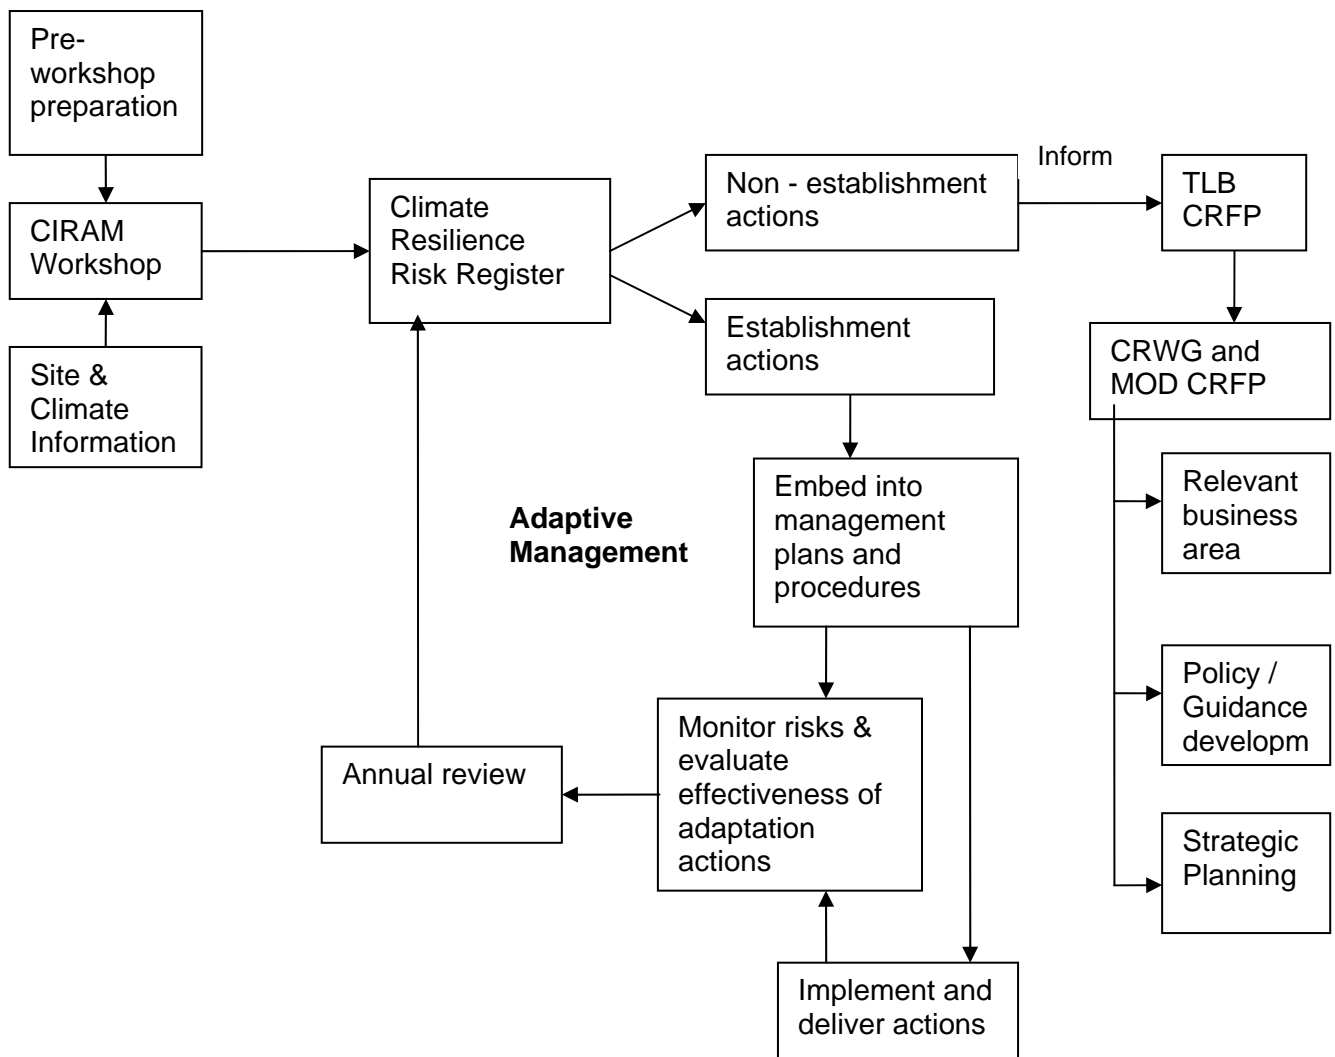 Pre-
workshop
preparation
CIRAM
Workshop
Site &
Climate
Information
Climate
Resilience
Risk Register
Non - establishment
actions
Inform
TLB
CRFP
Establishment
actions
CRWG and
MOD CRFP
Embed into
management
plans and
procedures
Adaptive
Management
Relevant
business
area
Policy /
Guidance
developm
Strategic
Planning
Monitor risks &
evaluate
effectiveness of
adaptation
actions
Annual review
Implement and
deliver actions